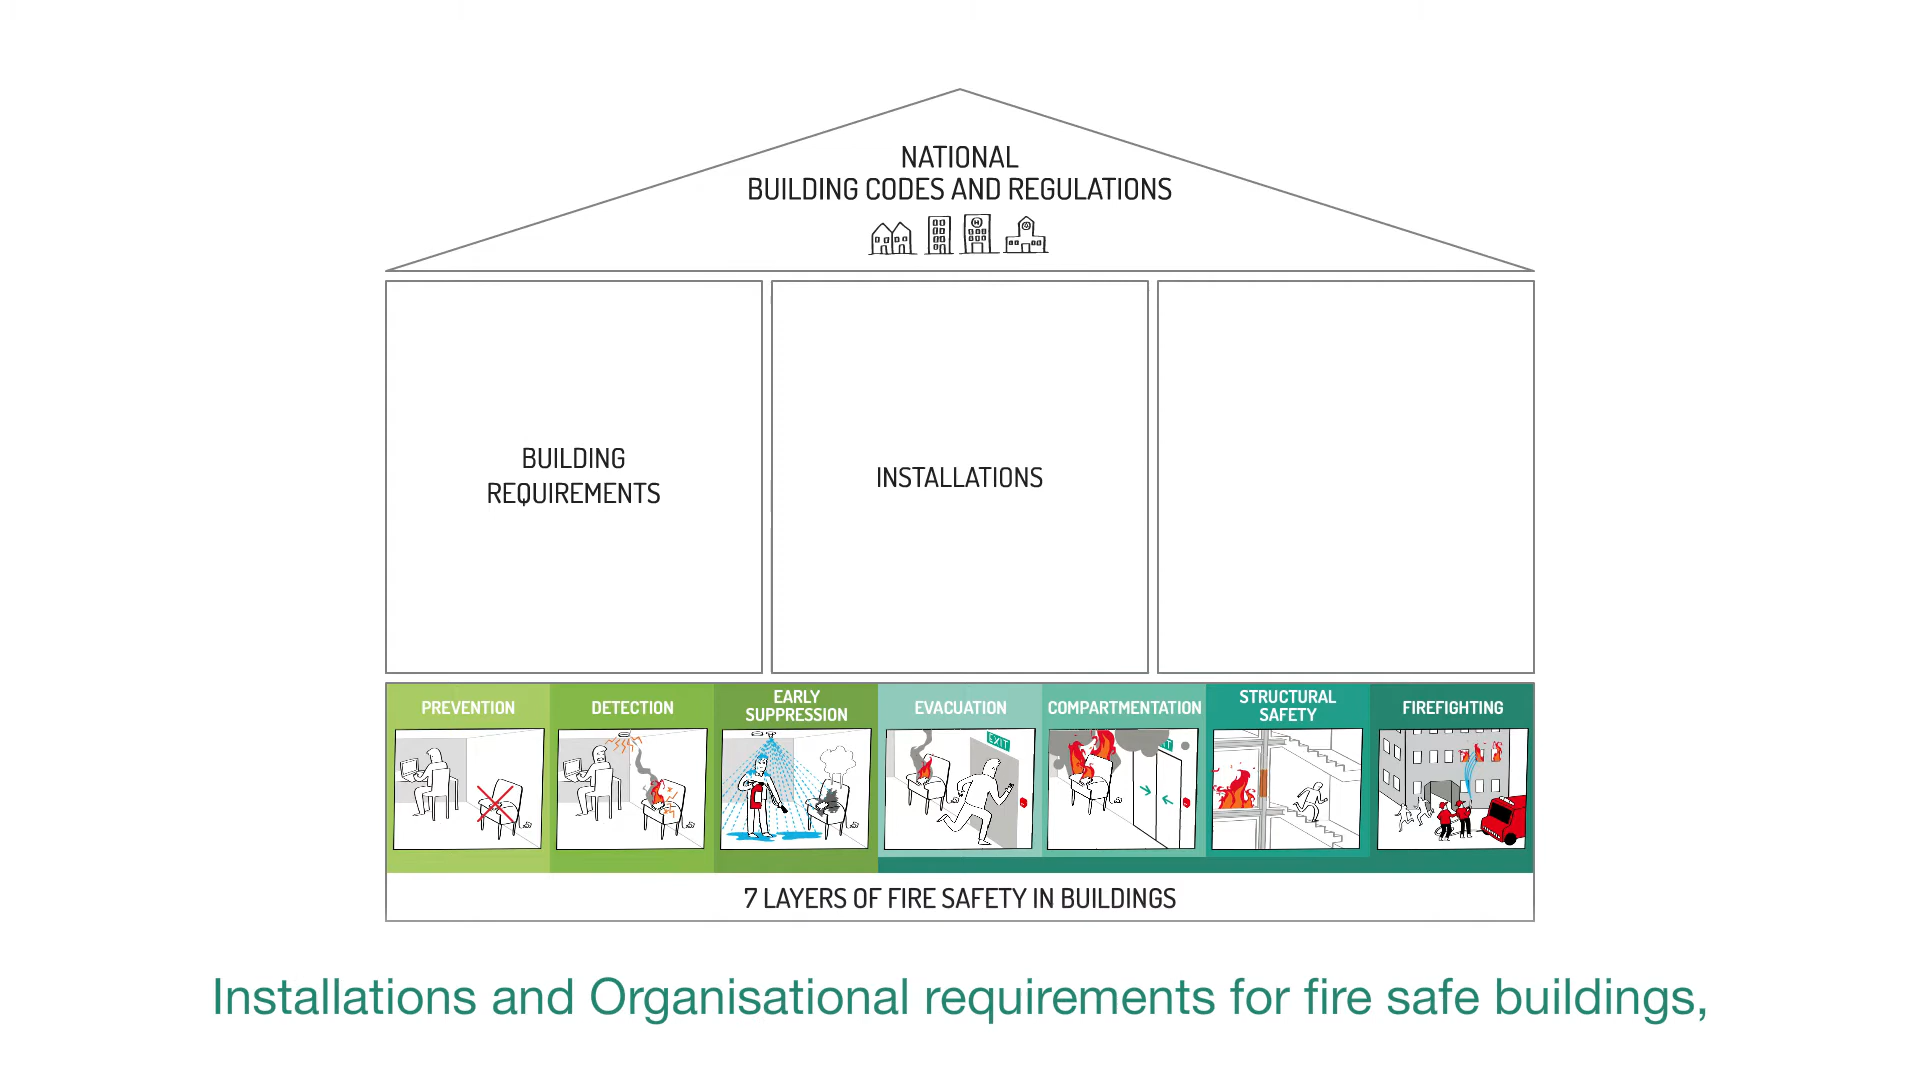 NATIONAL
BUILDING CODES AND REGULATIONS
H
BUILDING
REQUIREMENTS
INSTALLATIONS
PREVENTION
DETECTION
EARLY
SUPPRESSION
EVACUATION
COMPARTMENTATION
STRUCTURAL
SAFETY
FIREFIGHTING
EXIT
IT
7 LAYERS OF FIRE SAFETY IN BUILDINGS
Installations and Organisational requirements for fire safe buildings,